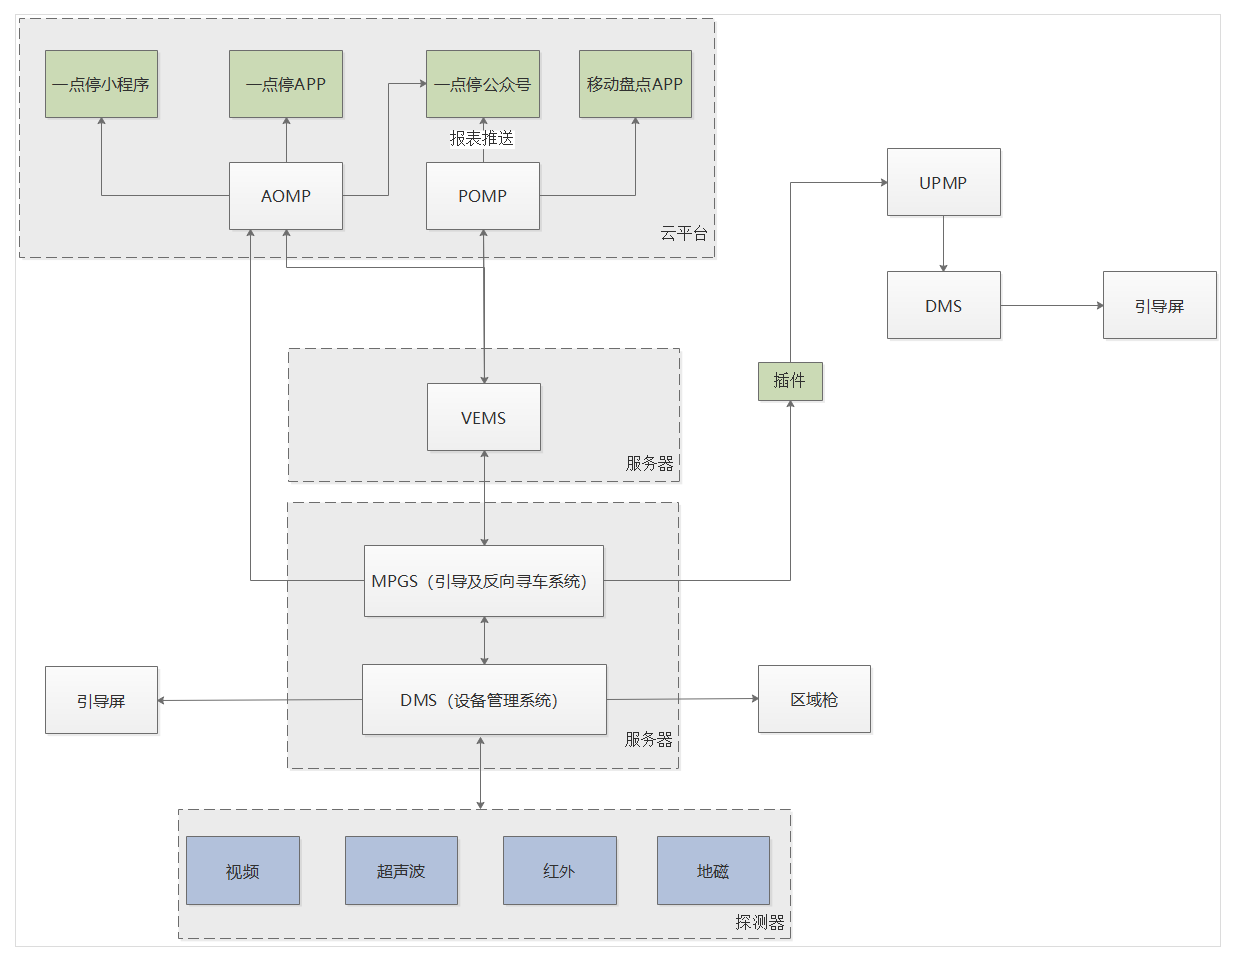 一点停小程序
一点停APP
一点停公众号
移动盘点APP
报表推送
AOMP
POMP
云平台
UPMP
DMS
引导屏
插件
VEMS
服务器
MPGS（引导及反向寻车系统）
DMS（设备管理系统）
引导屏
区域枪
服务器
视频
超声波
红外
地磁
探测器